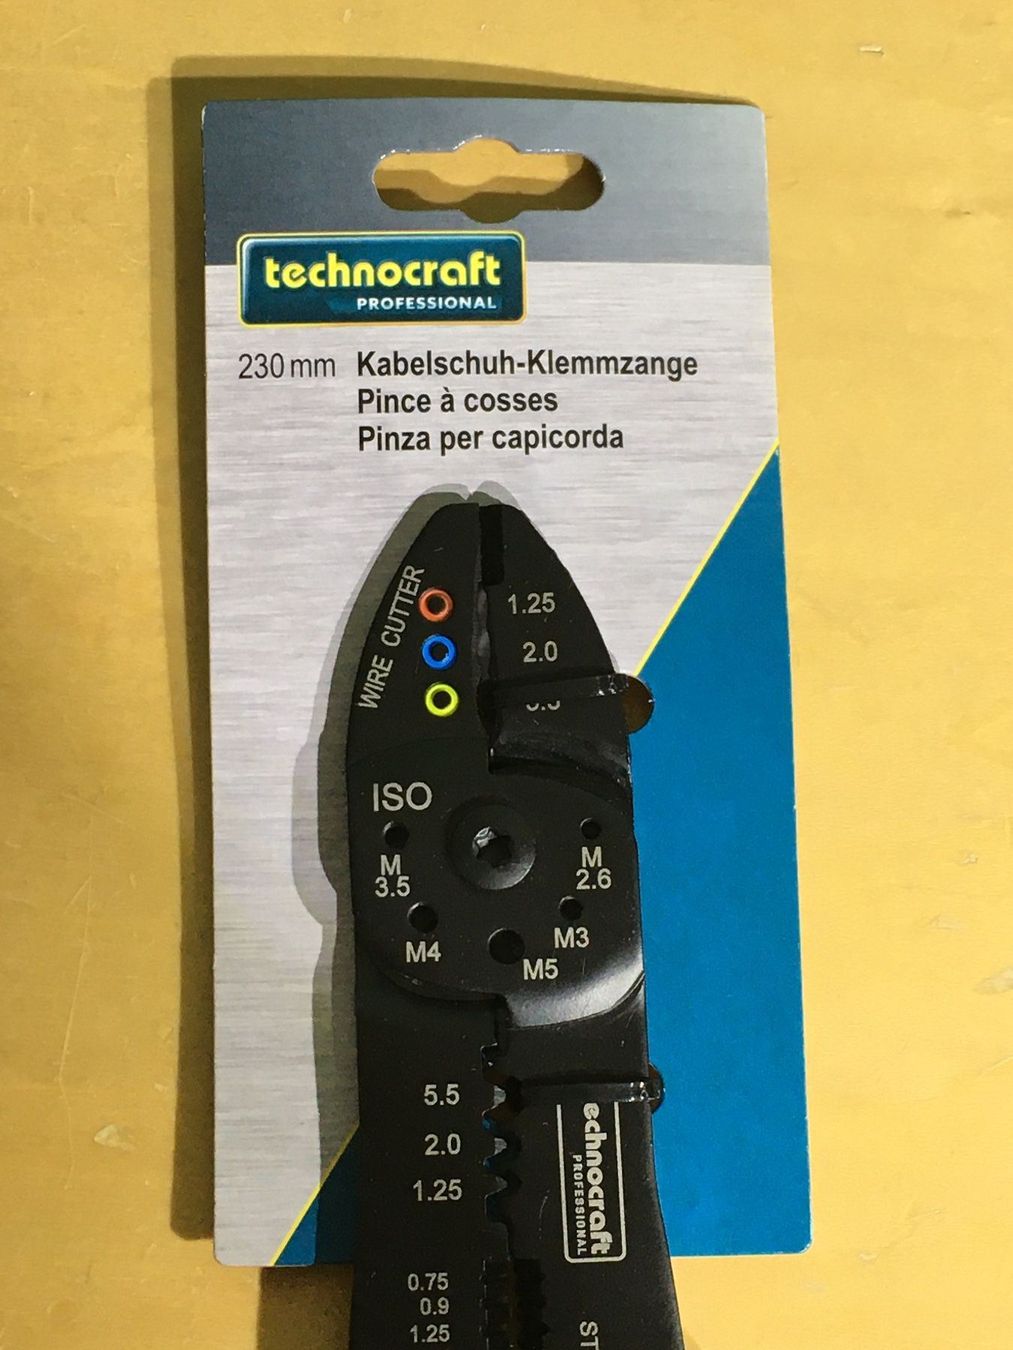 technocraft
PROFESSIONAL
230 mm Kabelschuh-Klemmzange
Pince à cosses
Pinza per capicorda
WIRE CUTTER
1.25
2.0
ISO
M
3.5
M
2.6
M4
M3
M5
5.5
2.0
1.25
echnocraft
PROFESSIONAL
0.75
0.9
1.25
ST